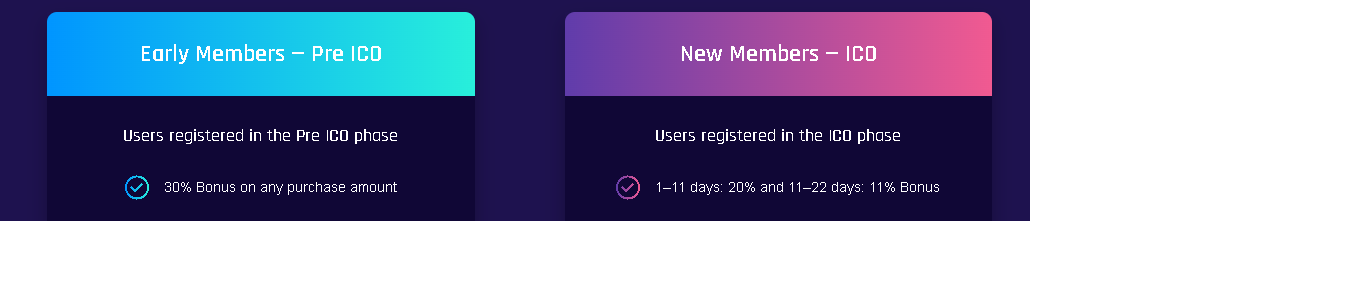 Early Members – Pre ICO
Users registered in the Pre ICO phase
30% Bonus on any purchase amount
New Members – ICO
Users registered in the ICO phase
1–11 days: 20% and 11–22 days: 11% Bonus